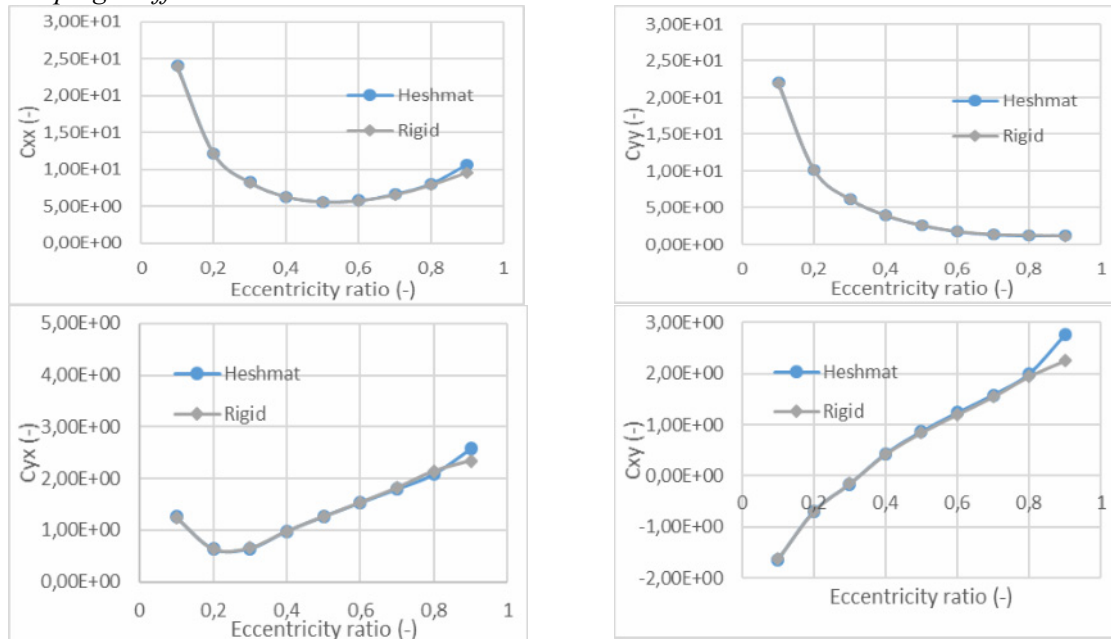 3,00E+01
2,50E+01
2,00E+01
1,50E+01
1,00E+01
5,00E+00
0,00E+00
Cxx (-)
Heshmat
Rigid
0 0,2 0,4 0,6 0,8 1
Eccentricity ratio (-)
3,00E+01
2,50E+01
2,00E+01
1,50E+01
1,00E+01
5,00E+00
0,00E+00
Cyy (-)
Heshmat
Rigid
0 0,2 0,4 0,6 0,8 1
Eccentricity ratio (-)
5,00E+00
4,00E+00
3,00E+00
2,00E+00
1,00E+00
0,00E+00
Cyx (-)
Heshmat
Rigid
0 0,2 0,4 0,6 0,8 1
Eccentricity ratio (-)
3,00E+00
2,00E+00
1,00E+00
0,00E+00
-1,00E+00
-2,00E+00
Cxy (-)
Heshmat
Rigid
0 0,2 0,4 0,6 0,8 1
Eccentricity ratio (-)